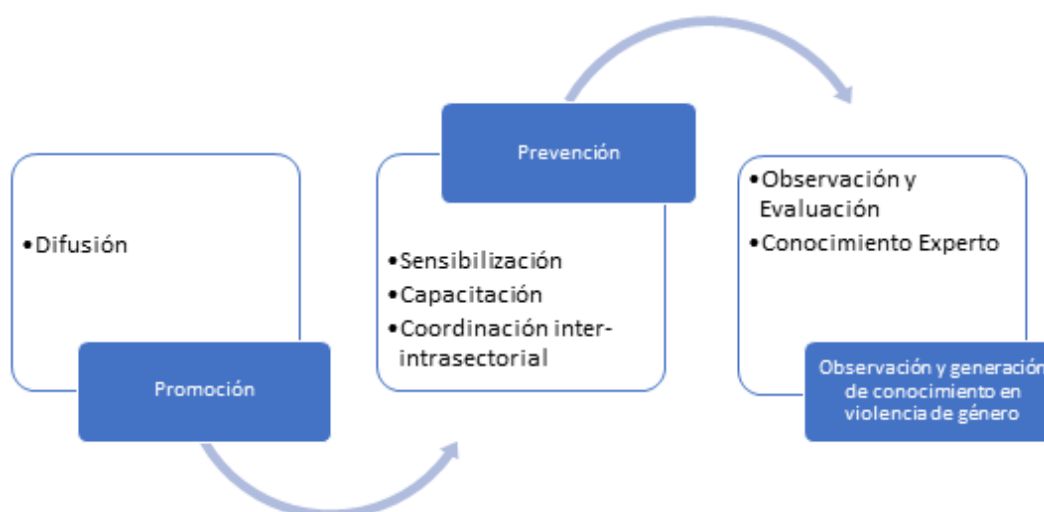 •Difusión
Promoción
Prevención
•Sensibilización
•Capacitación
•Coordinación inter-
intrasectorial
•Observación y
Evaluación
•Conocimiento Experto
Observación y generación
de conocimiento en
violencia de género